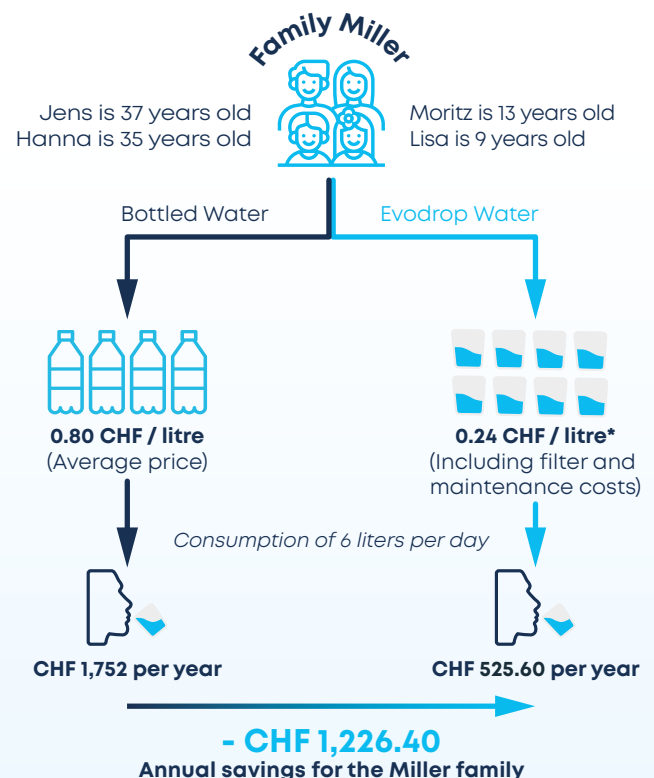 Family Miller
Jens is 37 years old
Hanna is 35 years old
Moritz is 13 years old
Lisa is 9 years old
Bottled Water
Evodrop Water
0.80 CHF / litre
(Average price)
0.24 CHF / litre*
(Including filter and
maintenance costs)
Consumption of 6 liters per day
CHF 1,752 per year
CHF 525.60 per year
- CHF 1,226.40
Annual savings for the Miller family